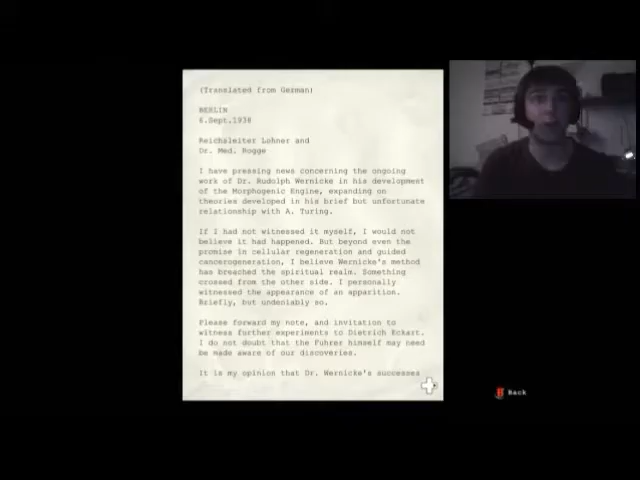 (Translated from German)
BERLIN
6.Sept.1938
Reichsleiter Lohner and
Dr. Med. Rogge
I have pressing news concerning the ongoing
work of Dr. Rudolph Wernicke in his development
of the Morphogenic Engine, expanding on
theories developed in his brief but unfortunate
relationship with A. Turing.
If I had not witnessed it myself, I would not
believe it had happened. But beyond even the
promise in cellular regeneration and guided
cancerogeneration, I believe Wernicke's method
has breached the spiritual realm. Something
crossed from the other side. I personally
witnessed the appearance of an apparition.
Briefly, but undeniably so.
Please forward my note, and invitation to
witness further experiments to Dietrich Eckart.
I do not doubt that the Fuhrer himself may need
be made aware of our discoveries.
It is my opinion that Dr. Wernicke's successes
B Back